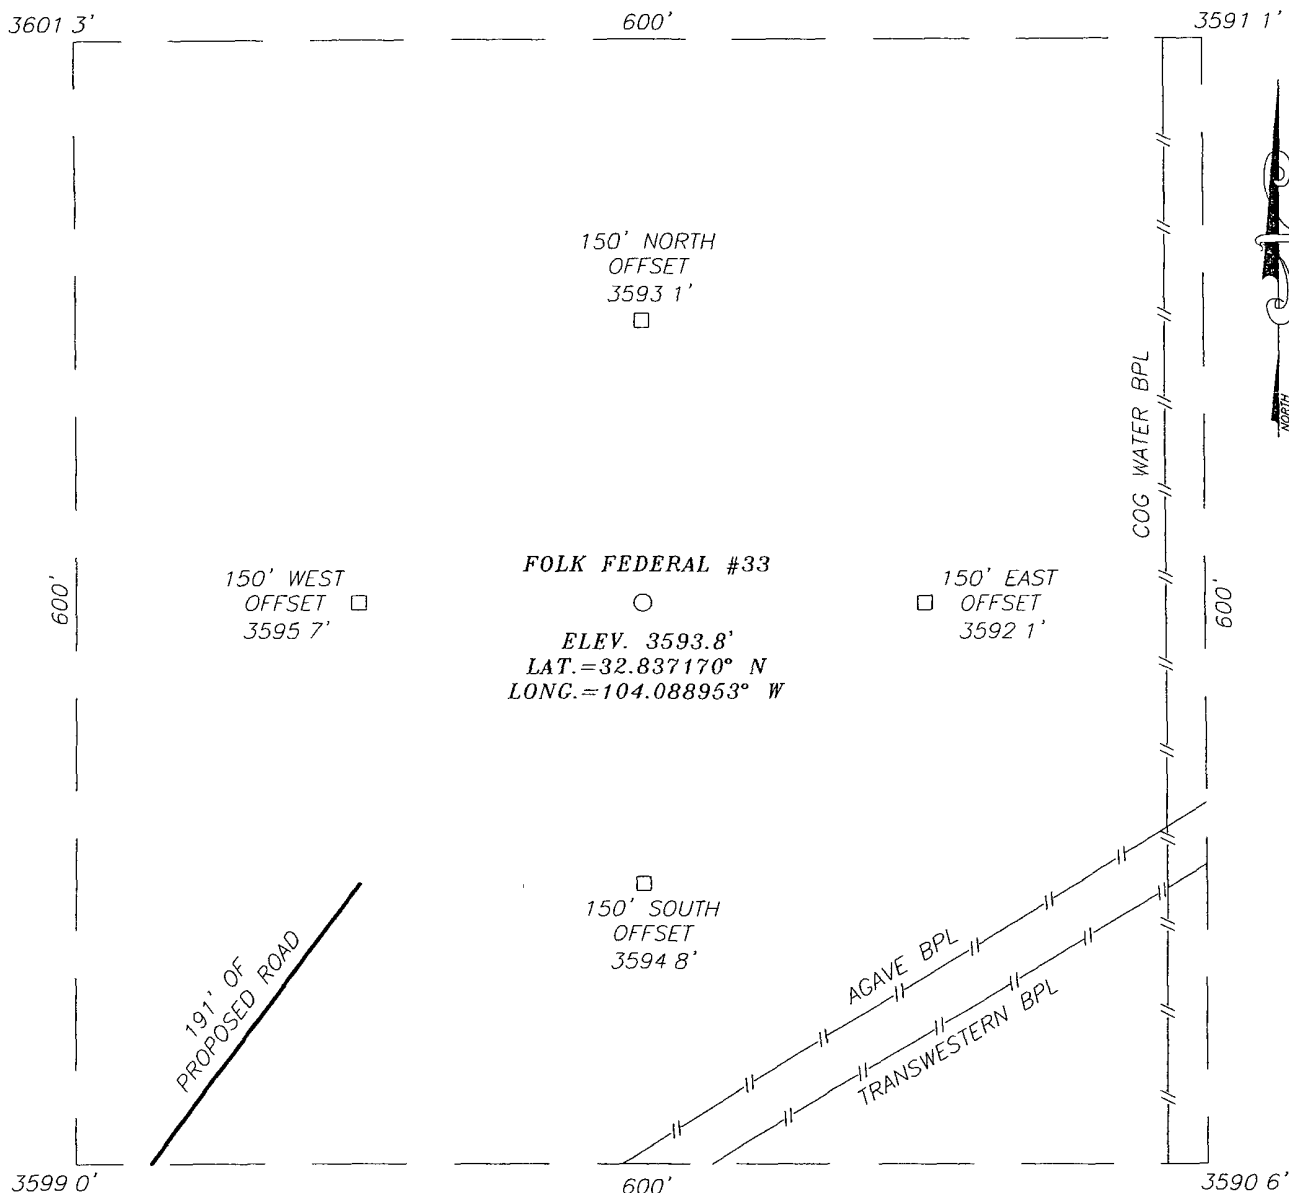 3601 3'
600'
3591 1'
150' NORTH
OFFSET
3593 1'
NORTH
COG WATER BPL
FOLK FEDERAL #33
150' WEST
OFFSET
3595 7'
150' EAST
OFFSET
3592 1'
600'
600'
ELEV. 3593.8'
LAT.=32.837170° N
LONG.=104.088953° W
150' SOUTH
OFFSET
3594 8'
191' OF
PROPOSED ROAD
AGAVE BPL
TRANSWESTERN BPL
3599 0'
600'
3590 6'